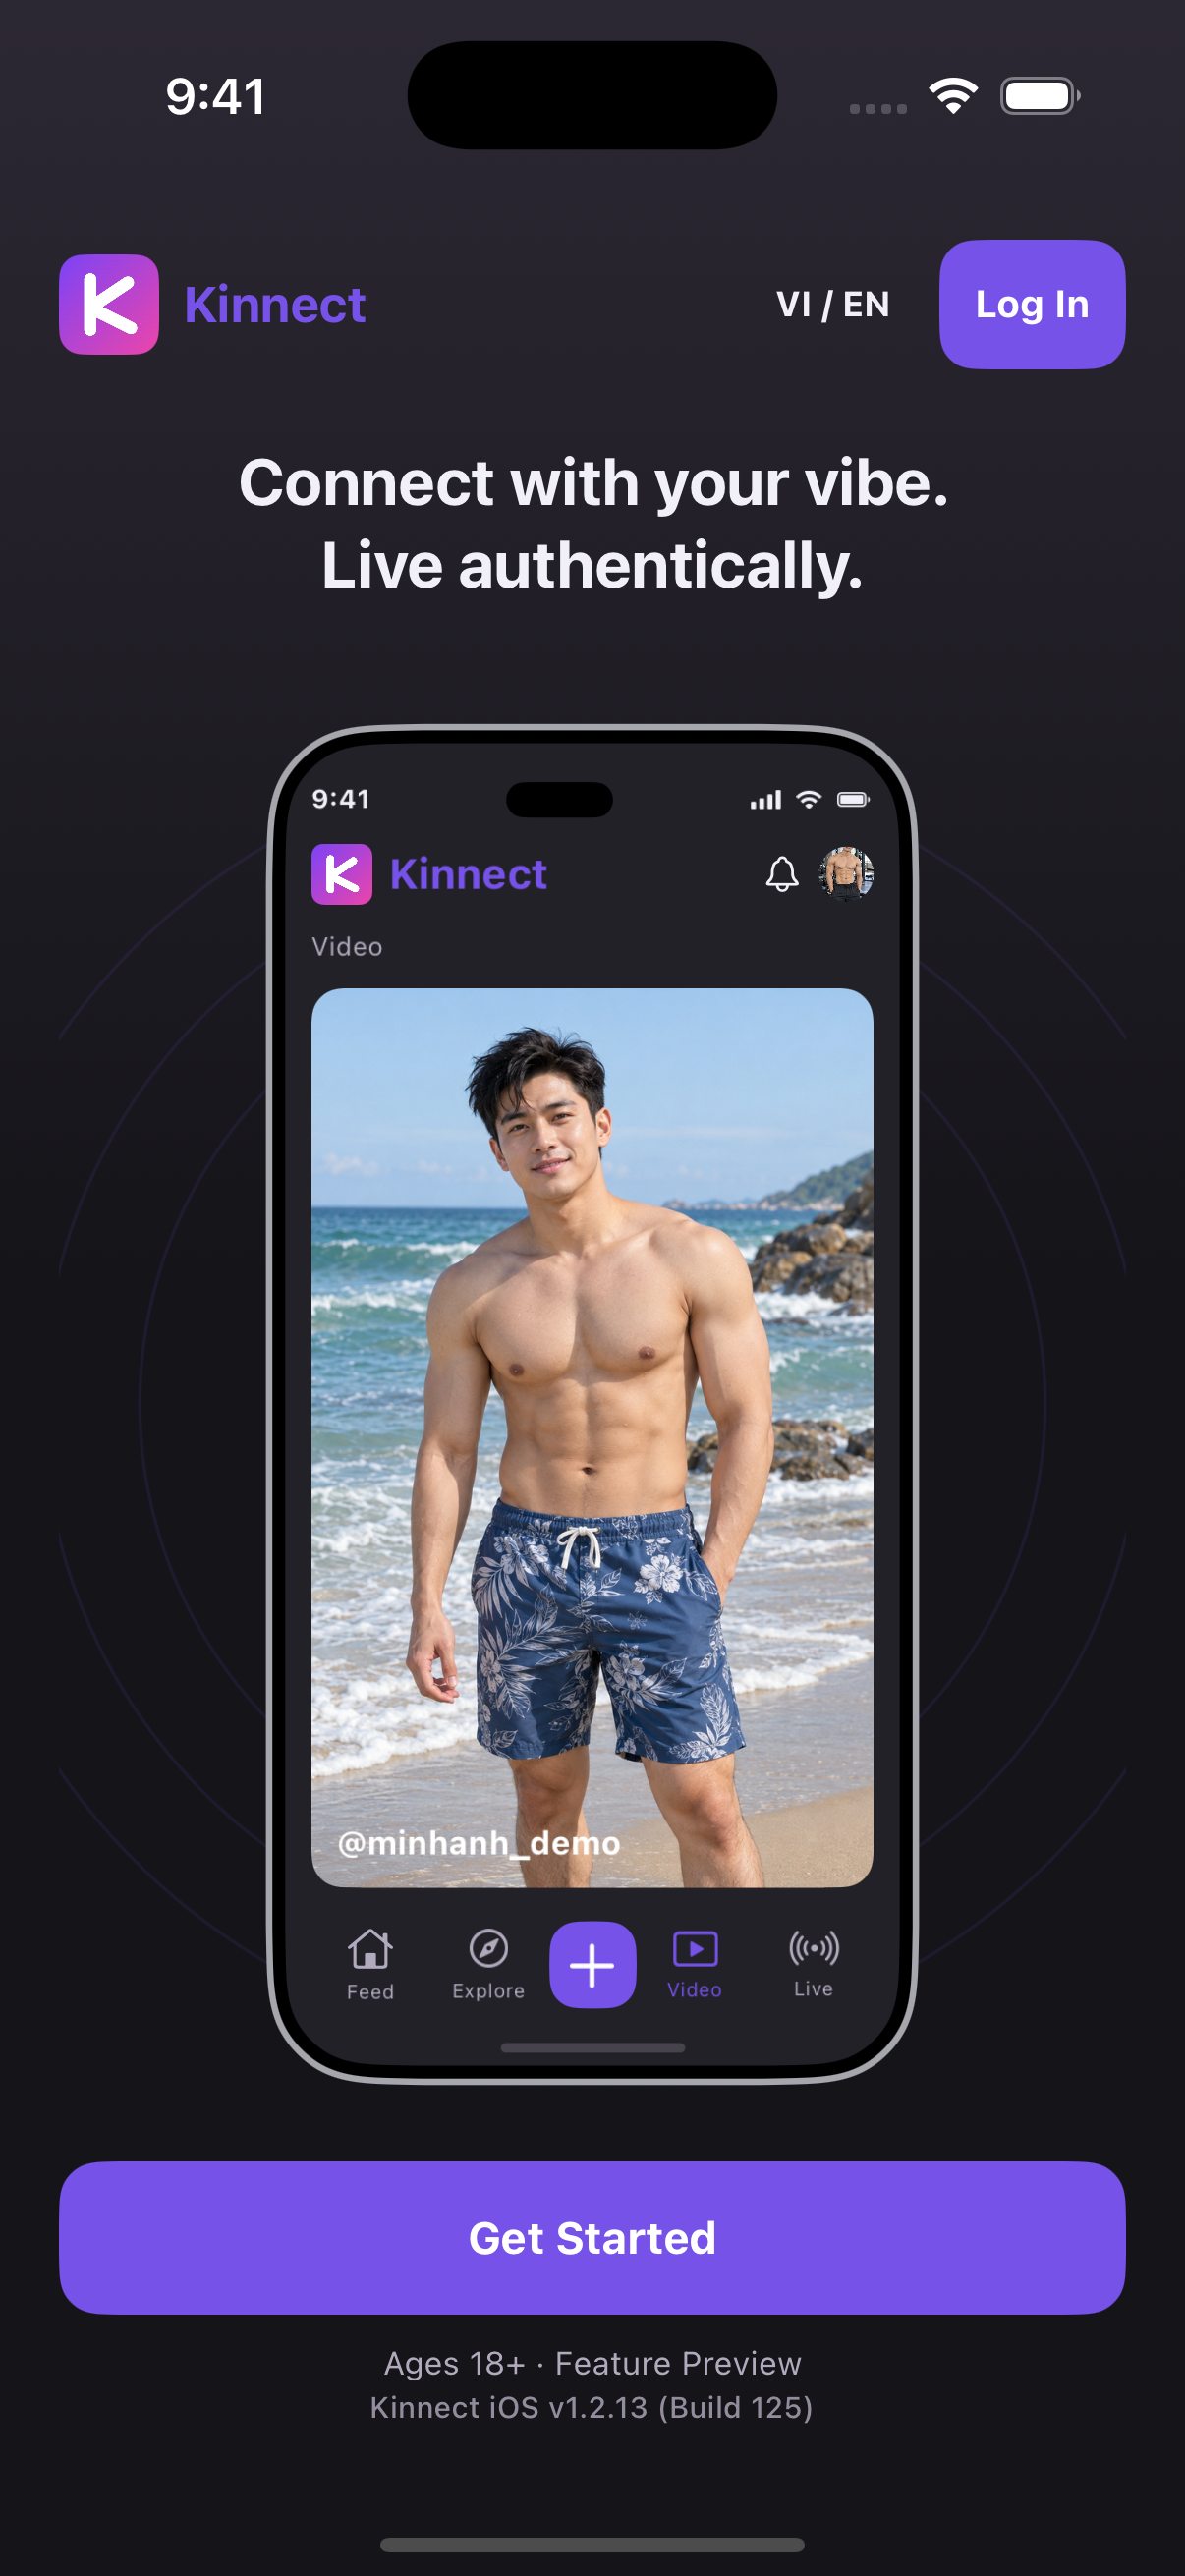 9:41
K Kinnect
VI / EN
Log In
Connect with your vibe.
Live authentically.
9:41
K Kinnect
Video
@minhanh_demo
Feed
Explore
Video
Live
Get Started
Ages 18+ · Feature Preview
Kinnect iOS v1.2.13 (Build 125)